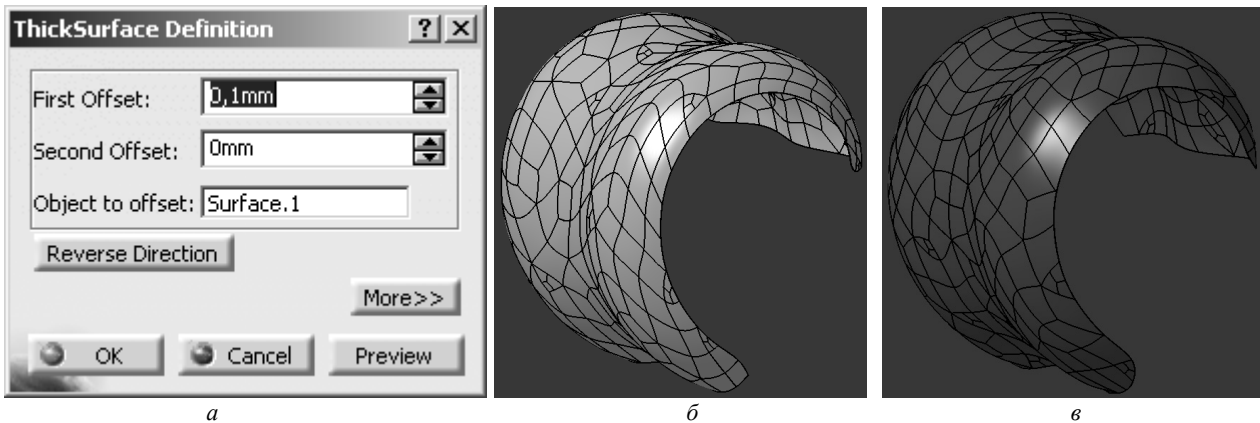 ThickSurface Definition ? X
First Offset: 0,1mm
Second Offset: 0mm
Object to offset: Surface.1
Reverse Direction
More>>
OK Cancel Preview
а б в